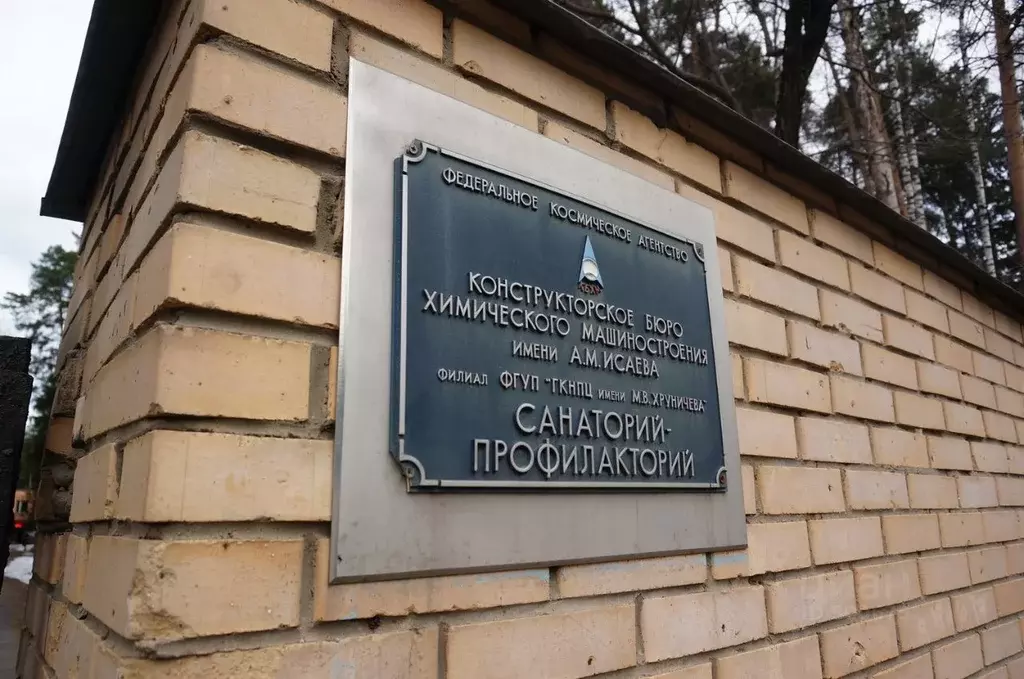 ФЕДЕРАЛЬНОЕ КОСМИЧЕСКОЕ АГЕНТСТВО
КОНСТРУКТОРСКОЕ БЮРО
ХИМИЧЕСКОГО МАШИНОСТРОЕНИЯ
ИМЕНИ А.М.ИСАЕВА
ФИЛИАЛ ФГУП "ГКНПЦ ИМЕНИ М.В.ХРУНИЧЕВА"
САНАТОРИЙ-
ПРОФИЛАКТОРИЙ